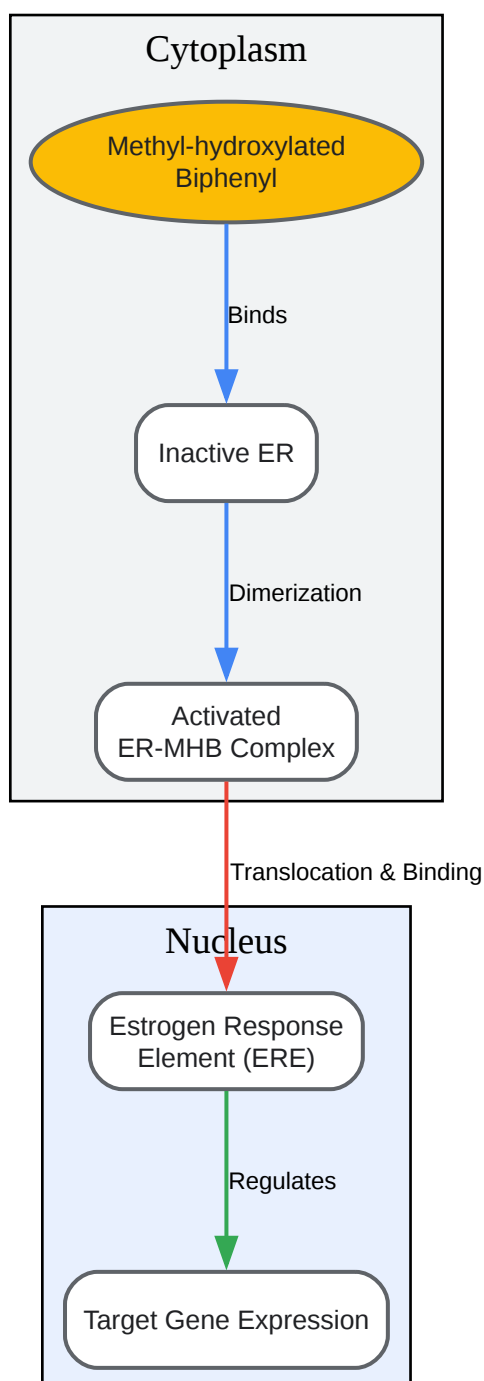 Cytoplasm
Methyl-hydroxylated
Biphenyl
Binds
Inactive ER
Dimerization
Activated
ER-MHB Complex
Translocation & Binding
Nucleus
Estrogen Response
Element (ERE)
Regulates
Target Gene Expression